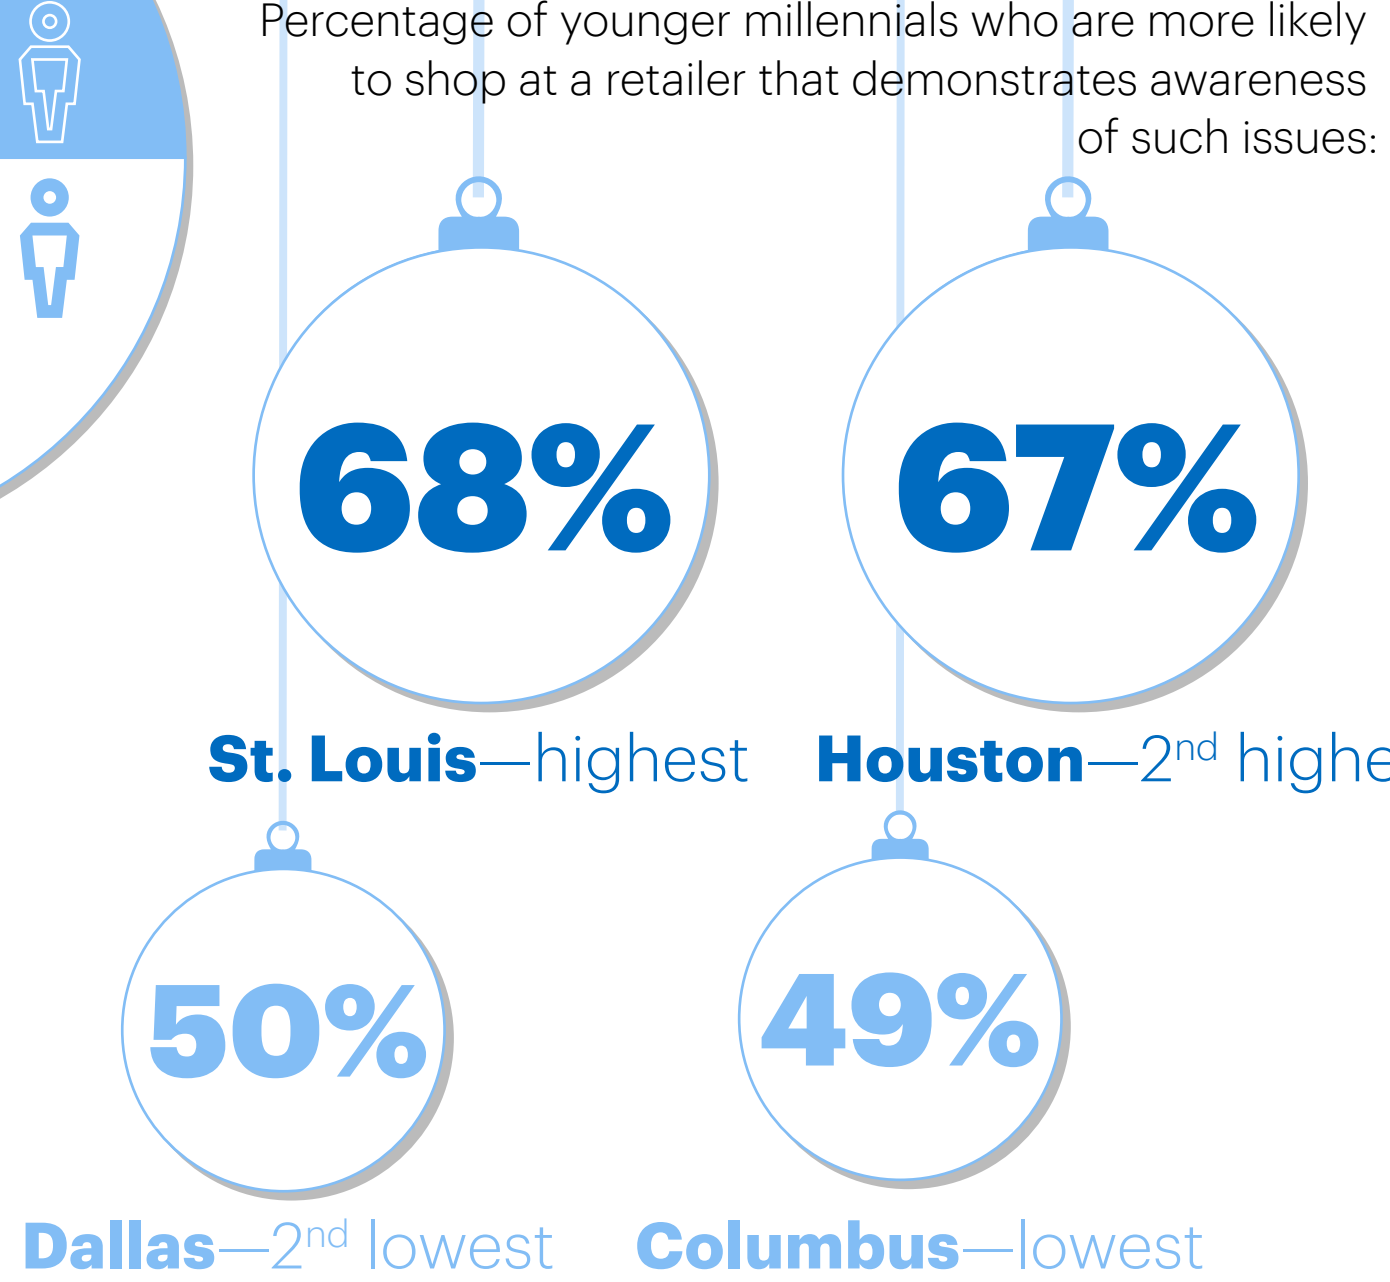 Percentage of younger millennials who are more likely
to shop at a retailer that demonstrates awareness
of such issues:
68%
67%
St. Louis—highest
Houston—2nd highe
50%
49%
Dallas—2nd lowest
Columbus—lowest